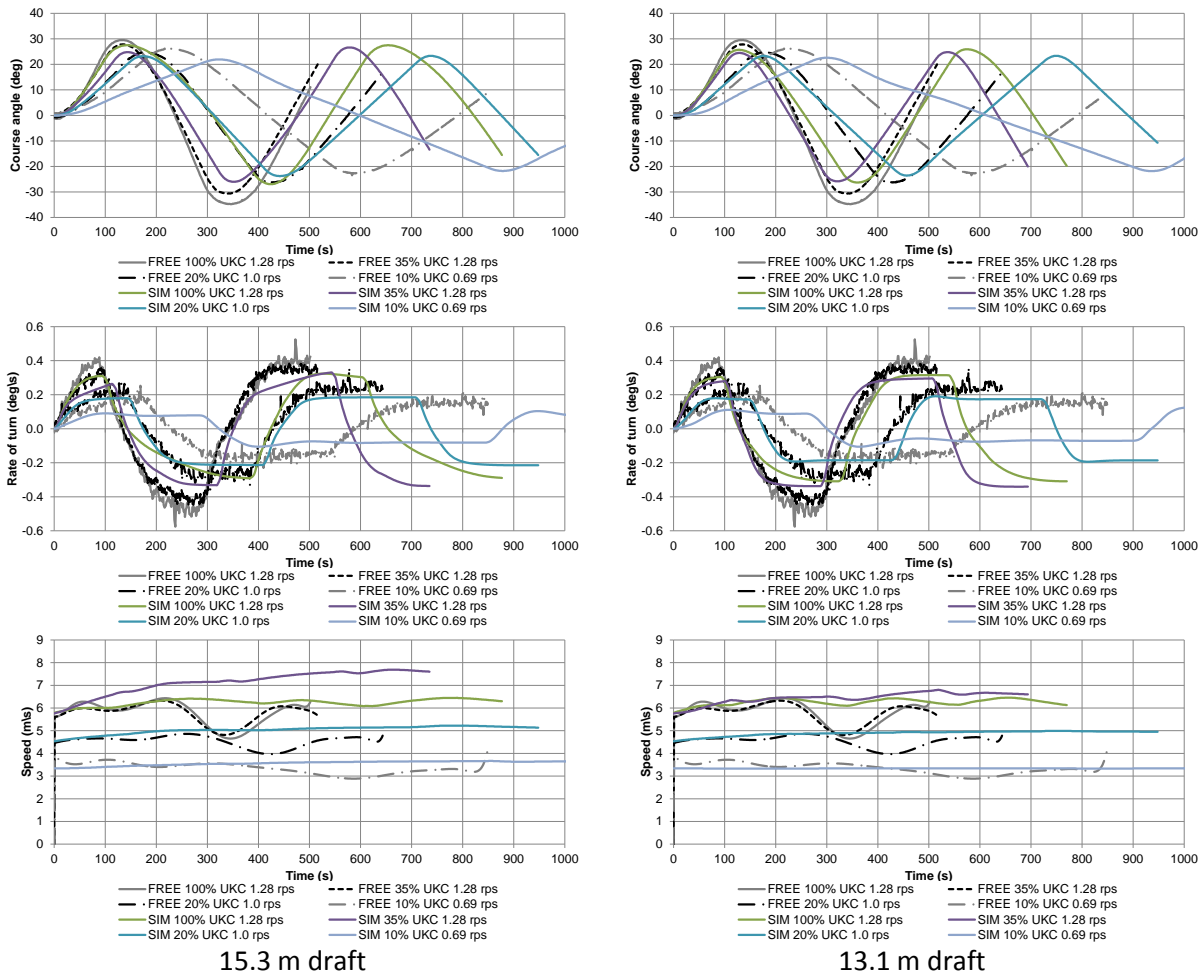 40
30
20
10
0
-10
-20
-30
-40
Course angle (deg)
0 100 200 300 400 500 600 700 800 900 1000
Time (s)
FREE 100% UKC 1.28 rps FREE 35% UKC 1.28 rps
FREE 20% UKC 1.0 rps FREE 10% UKC 0.69 rps
SIM 100% UKC 1.28 rps SIM 35% UKC 1.28 rps
SIM 20% UKC 1.0 rps SIM 10% UKC 0.69 rps
0.6
0.4
0.2
0.0
-0.2
-0.4
-0.6
Rate of turn (deg\s)
0 100 200 300 400 500 600 700 800 900 1000
Time (s)
FREE 100% UKC 1.28 rps FREE 35% UKC 1.28 rps
FREE 20% UKC 1.0 rps FREE 10% UKC 0.69 rps
SIM 100% UKC 1.28 rps SIM 35% UKC 1.28 rps
SIM 20% UKC 1.0 rps SIM 10% UKC 0.69 rps
9
8
7
6
5
4
3
2
1
0
Speed (m\s)
0 100 200 300 400 500 600 700 800 900 1000
Time (s)
FREE 100% UKC 1.28 rps FREE 35% UKC 1.28 rps
FREE 20% UKC 1.0 rps FREE 10% UKC 0.69 rps
SIM 100% UKC 1.28 rps SIM 35% UKC 1.28 rps
SIM 20% UKC 1.0 rps SIM 10% UKC 0.69 rps
15.3 m draft
40
30
20
10
0
-10
-20
-30
-40
Course angle (deg)
0 100 200 300 400 500 600 700 800 900 1000
Time (s)
FREE 100% UKC 1.28 rps FREE 35% UKC 1.28 rps
FREE 20% UKC 1.0 rps FREE 10% UKC 0.69 rps
SIM 100% UKC 1.28 rps SIM 35% UKC 1.28 rps
SIM 20% UKC 1.0 rps SIM 10% UKC 0.69 rps
0.6
0.4
0.2
0.0
-0.2
-0.4
-0.6
Rate of turn (deg\s)
0 100 200 300 400 500 600 700 800 900 1000
Time (s)
FREE 100% UKC 1.28 rps FREE 35% UKC 1.28 rps
FREE 20% UKC 1.0 rps FREE 10% UKC 0.69 rps
SIM 100% UKC 1.28 rps SIM 35% UKC 1.28 rps
SIM 20% UKC 1.0 rps SIM 10% UKC 0.69 rps
9
8
7
6
5
4
3
2
1
0
Speed (m\s)
0 100 200 300 400 500 600 700 800 900 1000
Time (s)
FREE 100% UKC 1.28 rps FREE 35% UKC 1.28 rps
FREE 20% UKC 1.0 rps FREE 10% UKC 0.69 rps
SIM 100% UKC 1.28 rps SIM 35% UKC 1.28 rps
SIM 20% UKC 1.0 rps SIM 10% UKC 0.69 rps
13.1 m draft